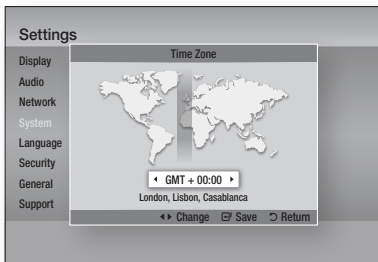 Settings
Time Zone
Display
Audio
Network
System
Language
Security
General
Support
GMT + 00:00
London, Lisbon, Casablanca
Change Save Return